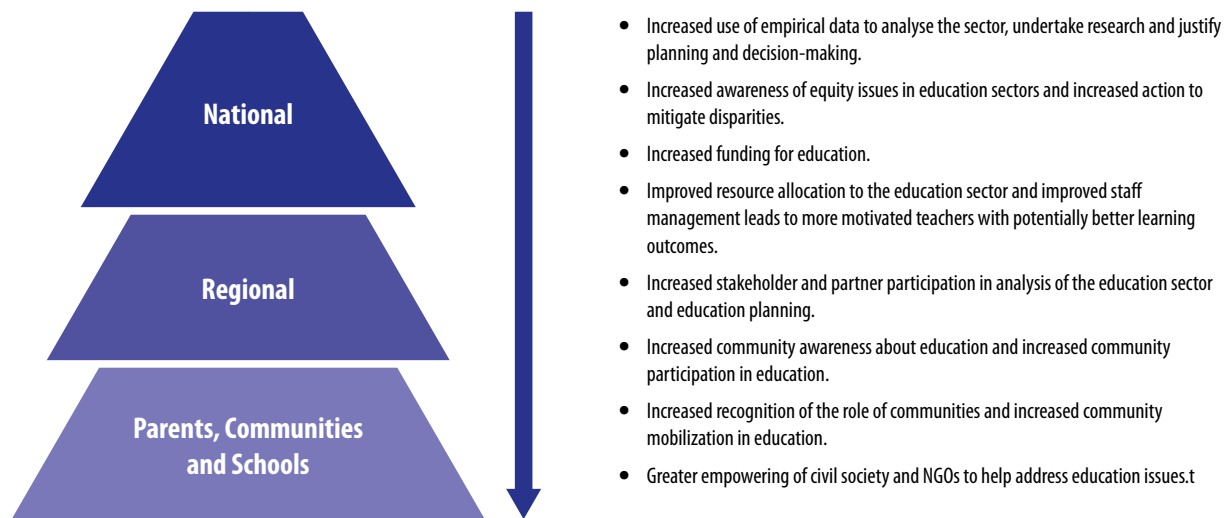 National
Regional
Parents, Communities
and Schools
• Increased use of empirical data to analyse the sector, undertake research and justify
planning and decision-making.
• Increased awareness of equity issues in education sectors and increased action to
mitigate disparities.
• Increased funding for education.
• Improved resource allocation to the education sector and improved staff
management leads to more motivated teachers with potentially better learning
outcomes.
• Increased stakeholder and partner participation in analysis of the education sector
and education planning.
• Increased community awareness about education and increased community
participation in education.
• Increased recognition of the role of communities and increased community
mobilization in education.
• Greater empowering of civil society and NGOs to help address education issues.t